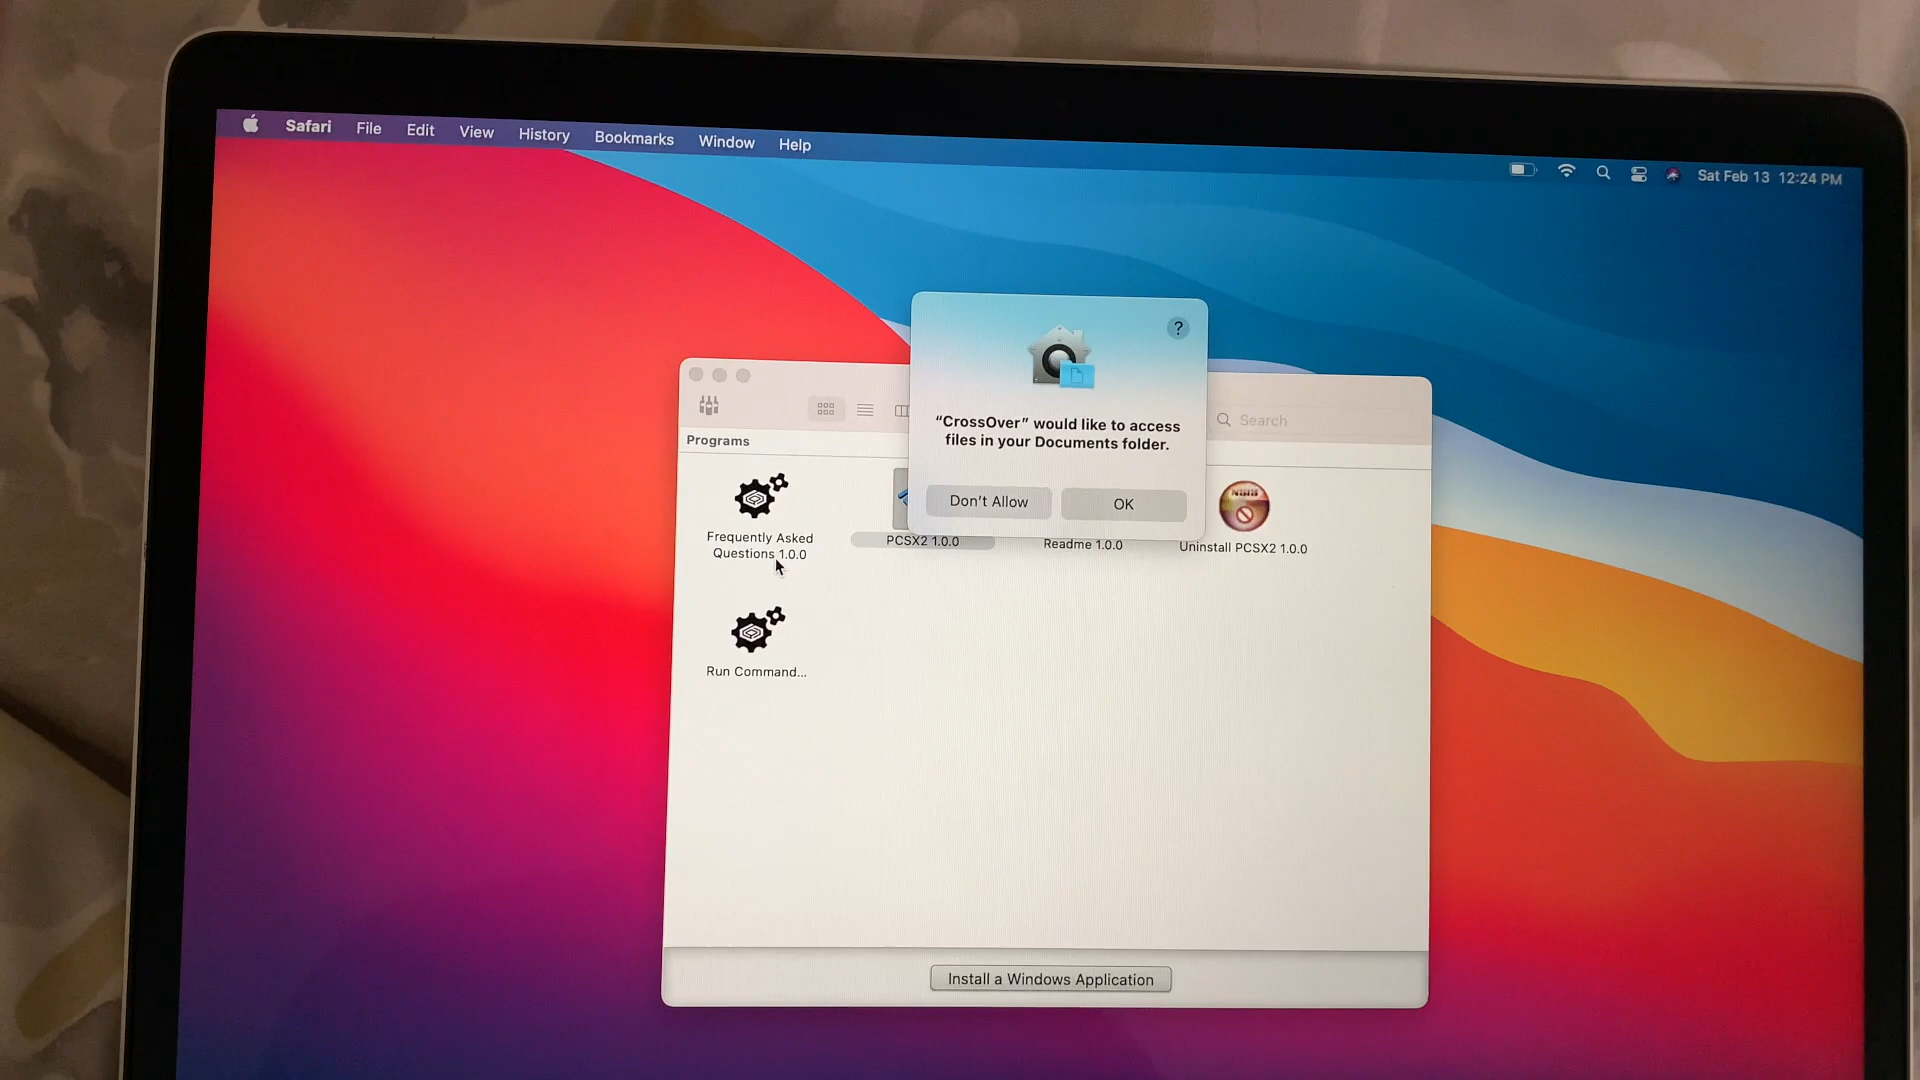 Safari File Edit View History Bookmarks Window Help
Sat Feb 13 12:24 PM
?
“CrossOver” would like to access
files in your Documents folder.
Don’t Allow OK
Search
Programs
Frequently Asked
Questions 1.0.0
PCSX2 1.0.0
Readme 1.0.0
NSIS
Uninstall PCSX2 1.0.0
Run Command...
Install a Windows Application